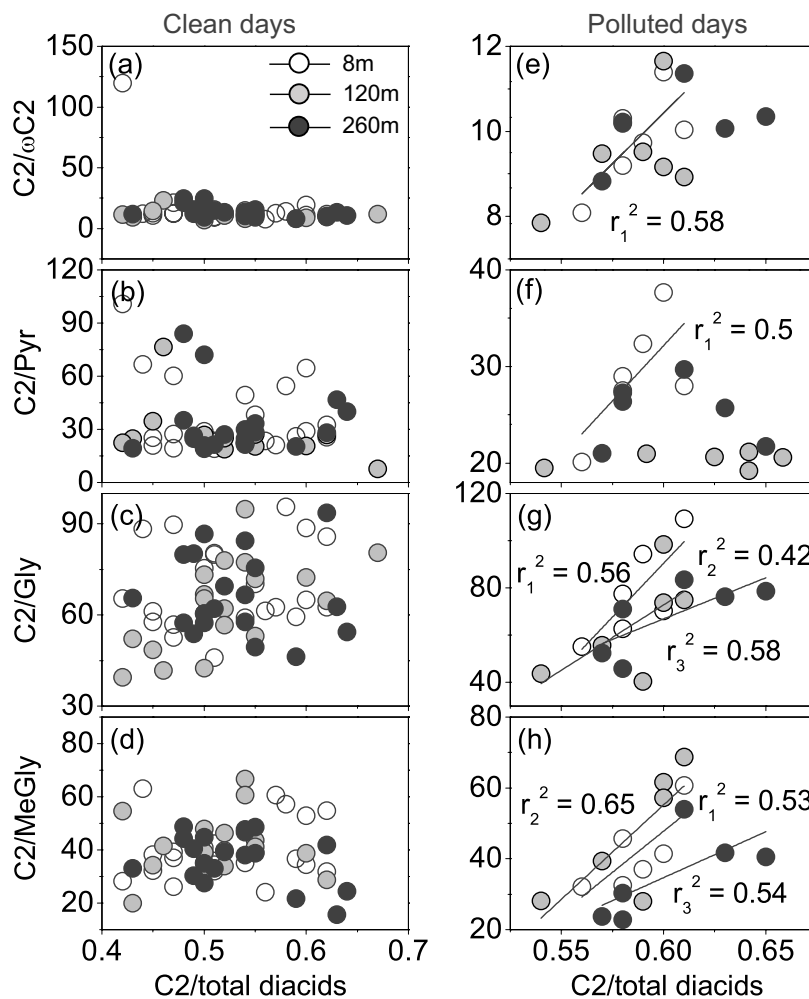 Clean days
Polluted days
(a)
8m
120m
260m
C2/ωC2
150
125
100
75
50
25
0
(e)
12
10
8
r₁² = 0.58
(b)
C2/Pyr
120
90
60
30
0
(f)
40
30
20
r₁² = 0.5
(c)
C2/Gly
90
60
30
(g)
120
80
40
r₁² = 0.56
r₂² = 0.42
r₃² = 0.58
(d)
C2/MeGly
80
60
40
20
(h)
80
60
40
20
r₂² = 0.65
r₁² = 0.53
r₃² = 0.54
0.4 0.5 0.6 0.7
0.55 0.60 0.65
C2/total diacids
C2/total diacids